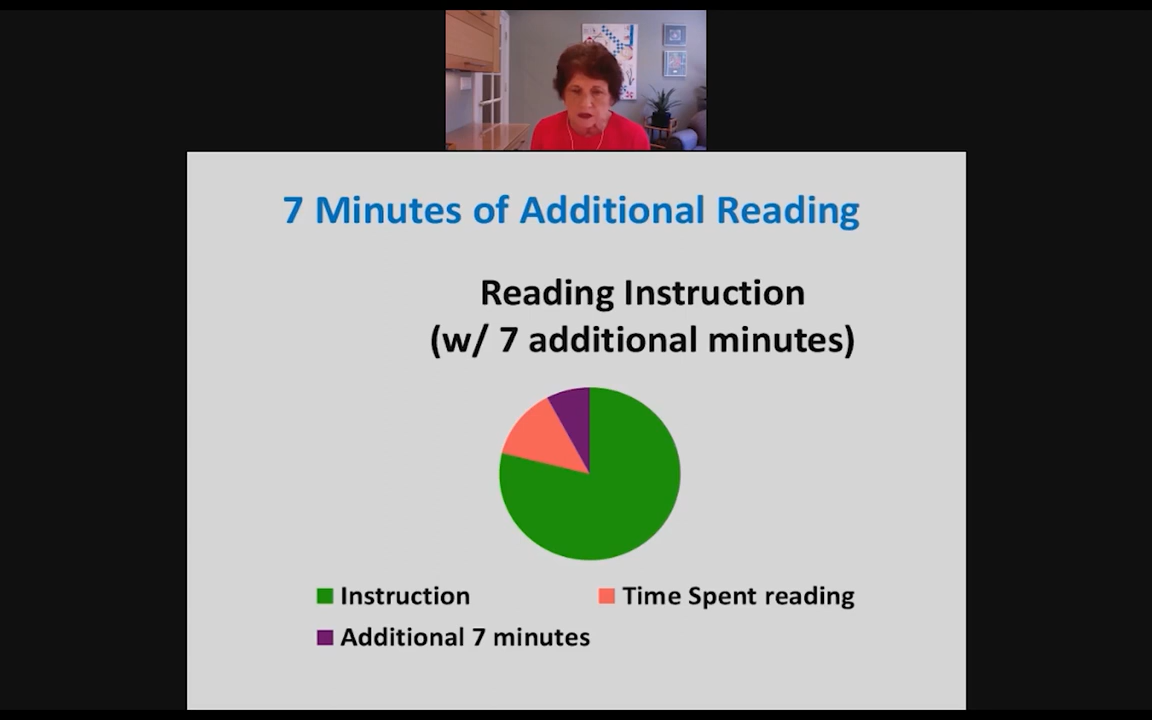 7 Minutes of Additional Reading
Reading Instruction
(w/ 7 additional minutes)
Instruction
Time Spent reading
Additional 7 minutes